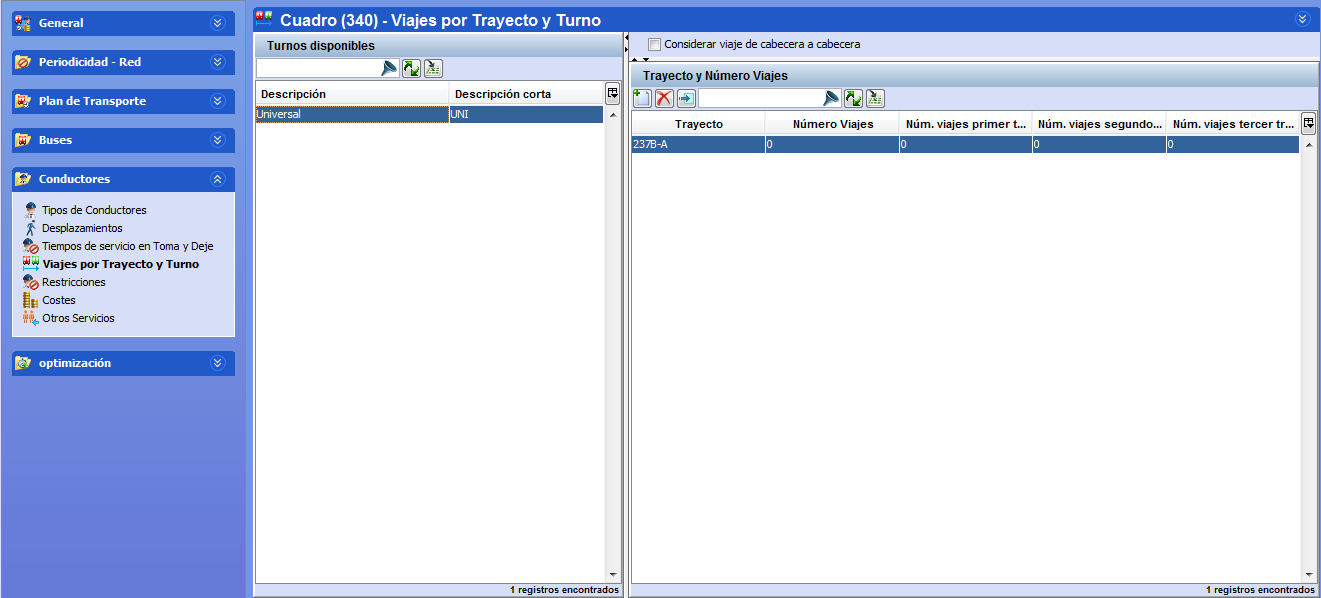 General
Periodicidad - Red
Plan de Transporte
Buses
Conductores
Tipos de Conductores
Desplazamientos
Tiempos de servicio en Toma y Deje
Viajes por Trayecto y Turno
Restricciones
Costes
Otros Servicios
optimización
Cuadro (340) - Viajes por Trayecto y Turno
Turnos disponibles
Descripción Descripción corta
Universal UNI
1 registros encontrados
Considerar viaje de cabecera a cabecera
Trayecto y Número Viajes
Trayecto Número Viajes Núm. viajes primer t... Núm. viajes segundo... Núm. viajes tercer tr...
237B-A 0 0 0 0
1 registros encontrados